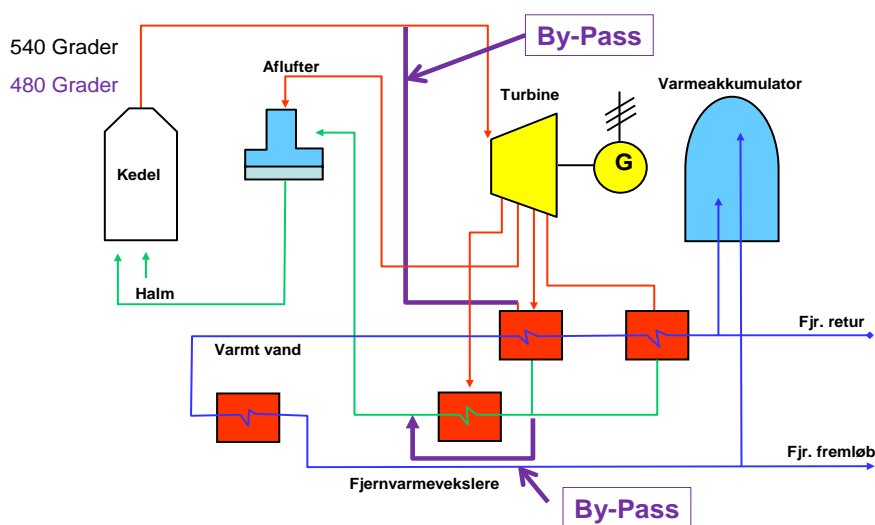 By-Pass
540 Grader
Aflufter
480 Grader
Turbine
Varmeakkumulator
Kedel
G
Halm
Fjr. retur
Varmt vand
Fjr. fremløb
Fjernvarmevekslere
By-Pass